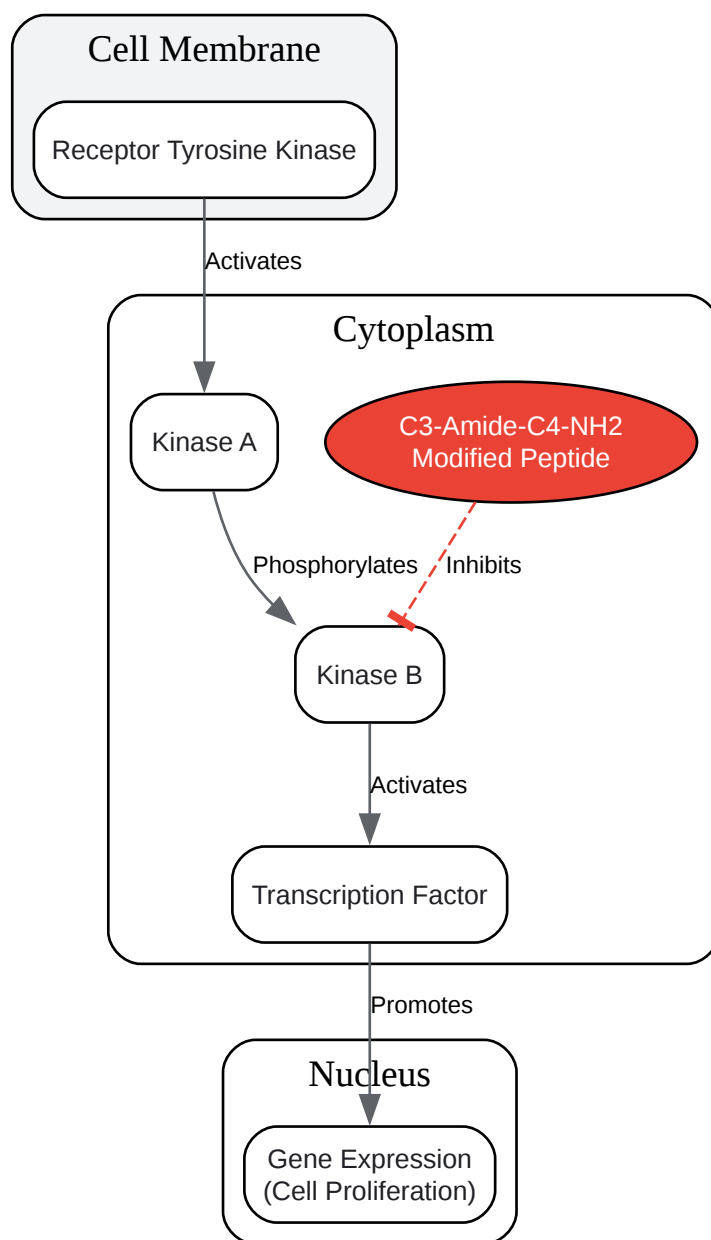 Cell Membrane
Receptor Tyrosine Kinase
Activates
Cytoplasm
Kinase A
C3-Amide-C4-NH2
Modified Peptide
Phosphorylates
Inhibits
Kinase B
Activates
Transcription Factor
Promotes
Nucleus
Gene Expression
(Cell Proliferation)